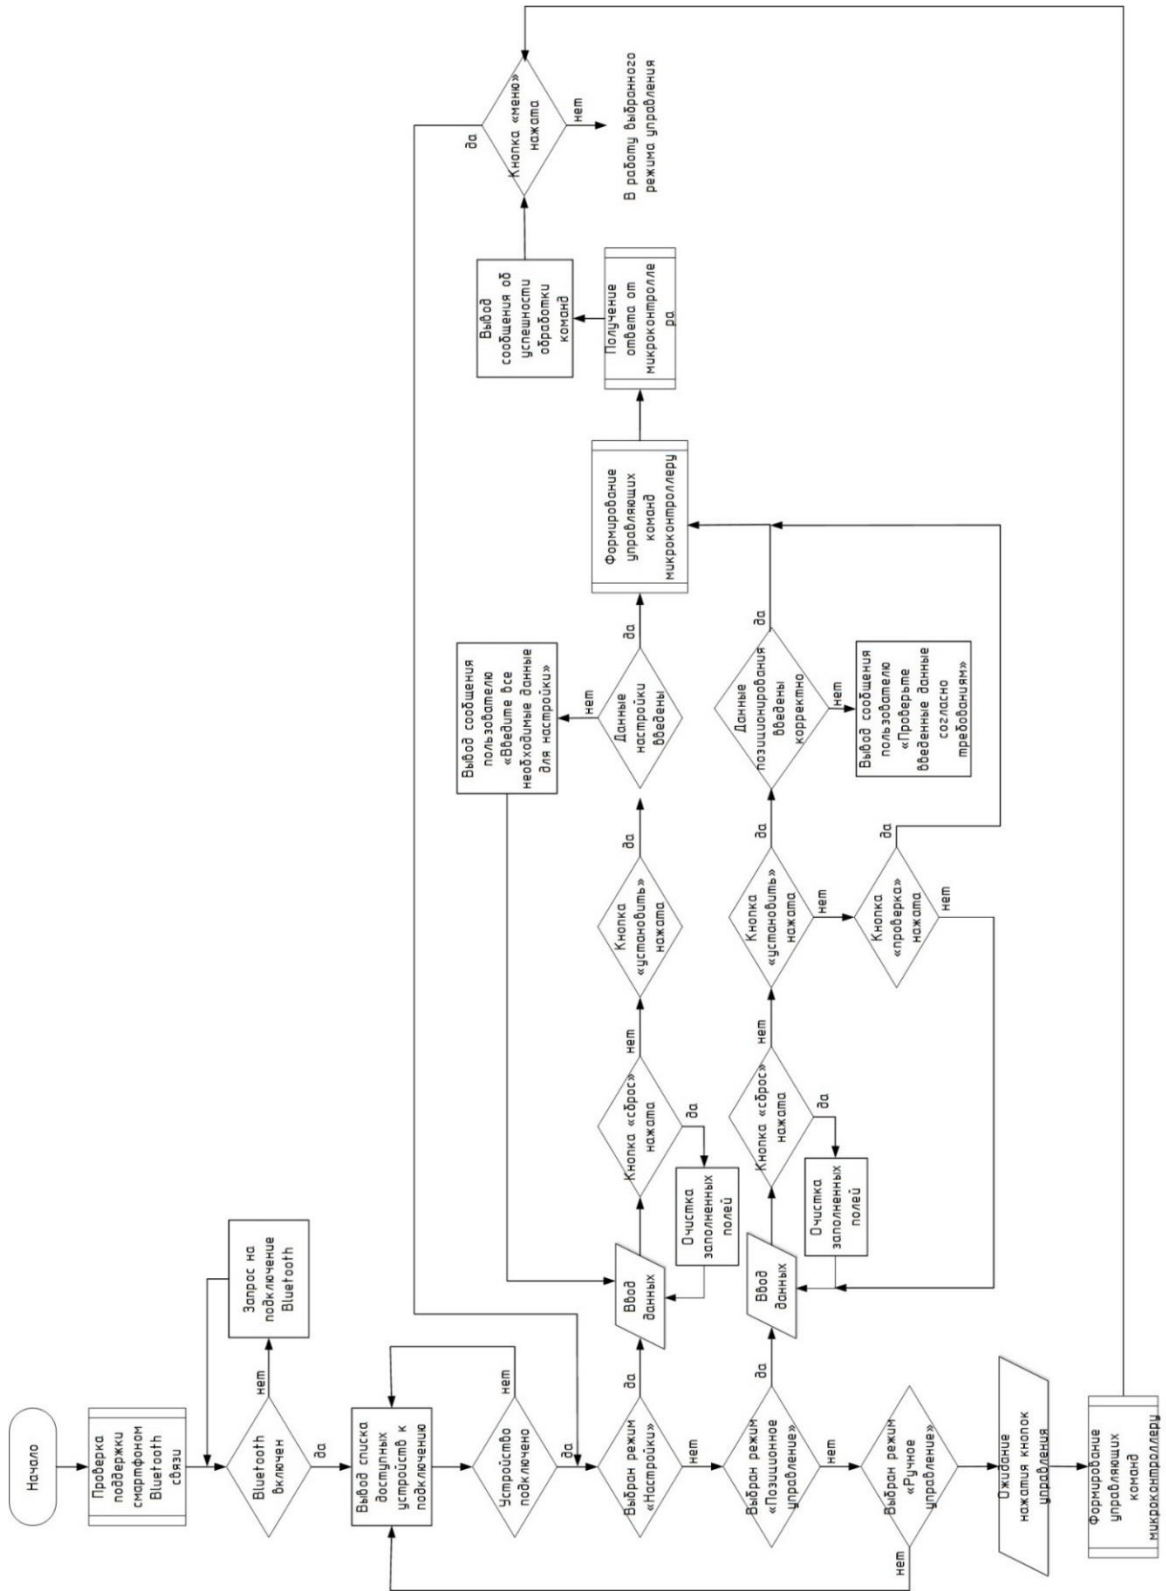 Начало
Проверка
поддержки
смартфоном
Bluetooth
связи
Bluetooth
включен
нет
да
Запрос на
подключение
Bluetooth
Вывод списка
доступных
устройств к
подключению
Устройство
подключено
нет
да
Выбран режим
«Настройки»
да
нет
Ввод
данных
Кнопка «сброс»
нажата
да
нет
Очистка
заполненных
полей
Кнопка
«установить»
нажата
да
Данные
настройки
введены
нет
да
Вывод сообщения
пользователю
«Введите все
необходимые данные
для настройки»
Формирование
управляющих
команд
микроконтроллеру
Получение
ответа от
микроконтролле
ра
Вывод
сообщения об
успешности
обработки
команд
Кнопка «меню»
нажата
да
нет
В работу выбранного
режима управления
Выбран режим
«Позиционное
управление»
да
нет
Ввод
данных
Кнопка «сброс»
нажата
да
нет
Очистка
заполненных
полей
Кнопка
«установить»
нажата
да
нет
Данные
позиционирования
введены
корректно
да
нет
Вывод сообщения
пользователю
«Проверьте
введенные данные
согласно
требованиям»
Кнопка
«проверка»
нажата
да
нет
Выбран режим
«Ручное
управление»
нет
Ожидание
нажатия кнопок
управления
Формирование
управляющих
команд
микроконтроллеру